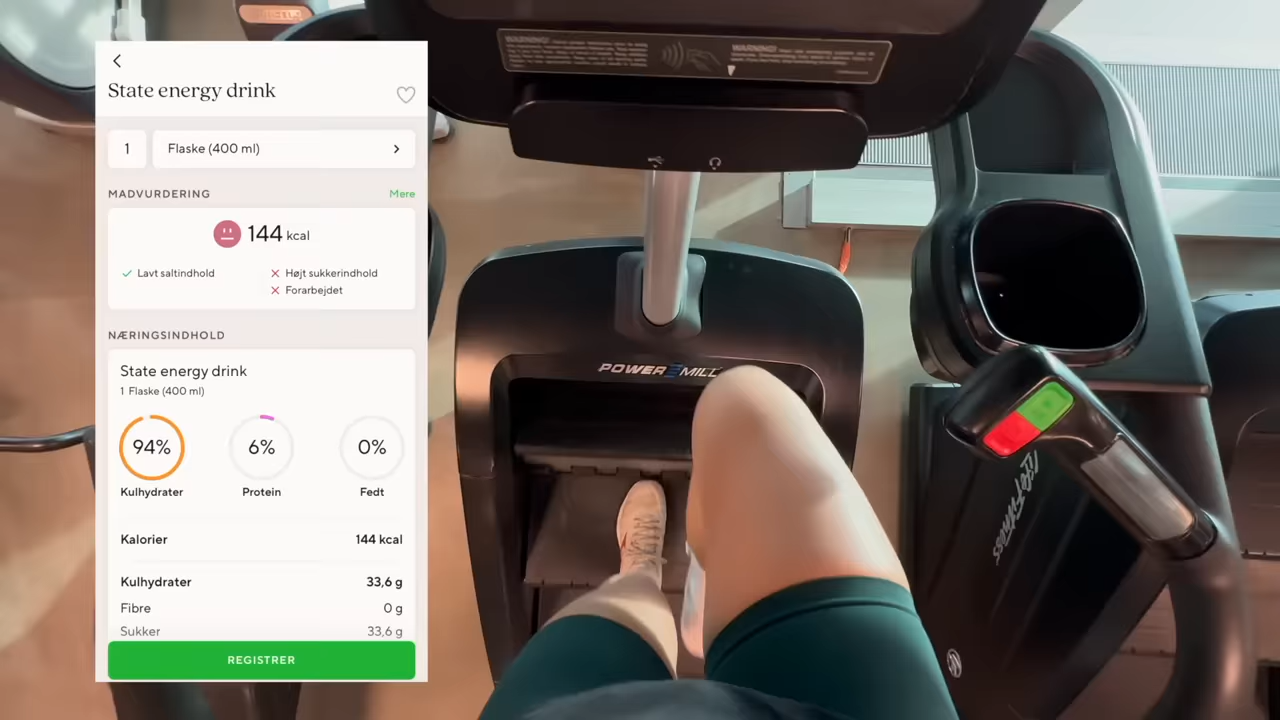 State energy drink
1
Flaske (400 ml)
MADVURDERING
Mere
144 kcal
Lavt saltindhold
Højt sukkerindhold
Forarbejdet
NÆRINGSINDHOLD
State energy drink
1 Flaske (400 ml)
94%
6%
0%
Kulhydrater
Protein
Fedt
Kalorier
144 kcal
Kulhydrater
33,6 g
Fibre
0 g
Sukker
33,6 g
REGISTRER
WARNING!
WARNING!
POWERMILL
Life Fitness